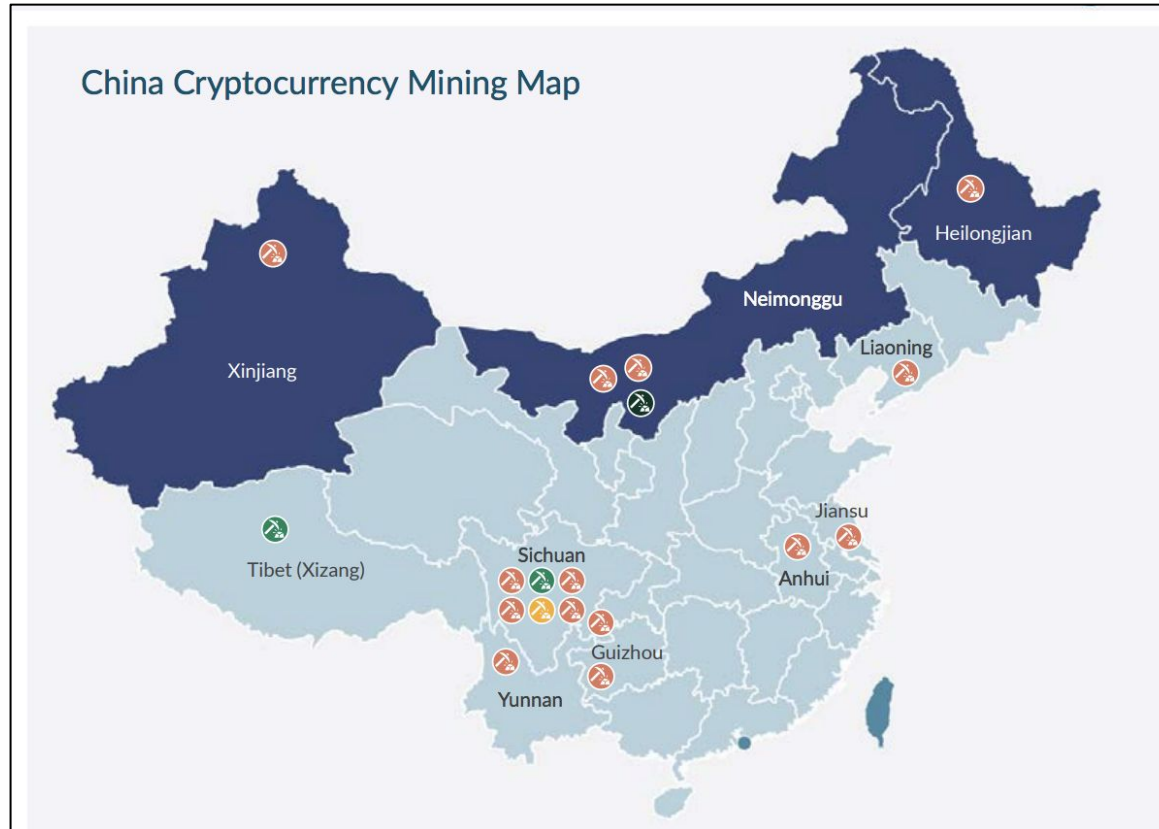 China Cryptocurrency Mining Map
Heilongjian
Neimonggu
Liaoning
Xinjiang
Jiansu
Sichuan
Tibet (Xizang)
Anhui
Guizhou
Yunnan